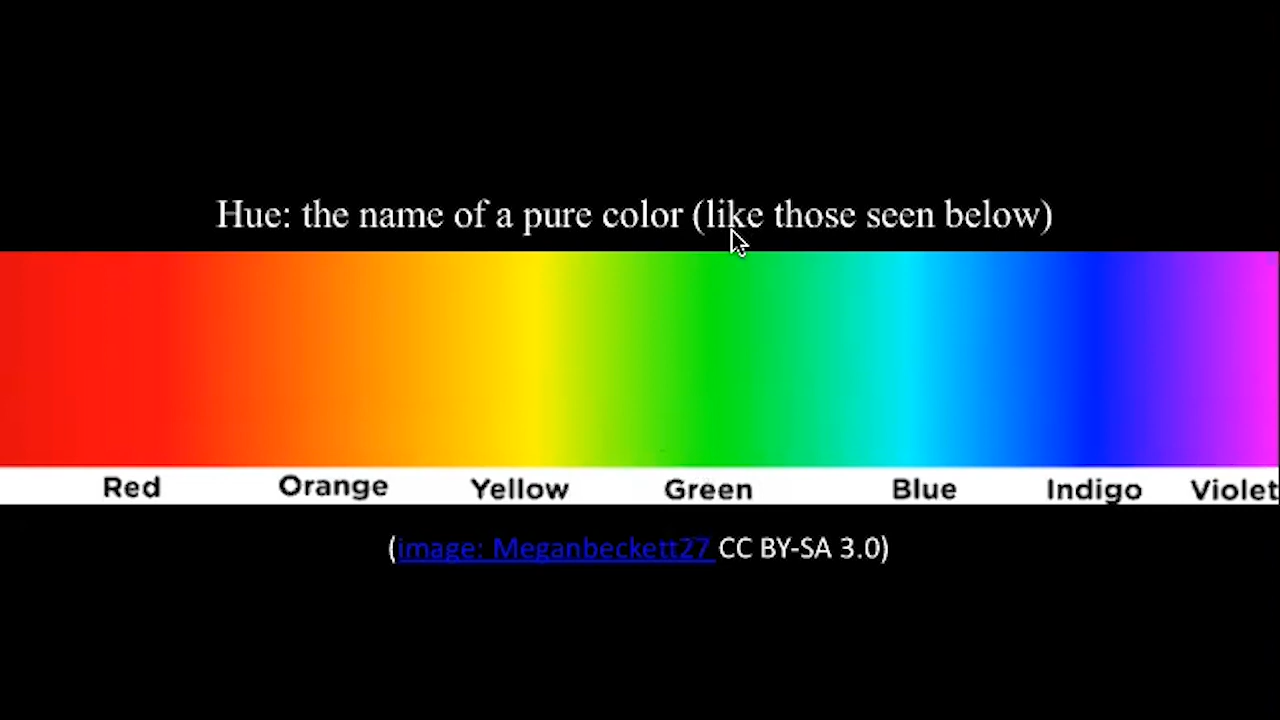 Hue: the name of a pure color (like those seen below)
Red Orange Yellow Green Blue Indigo Violet
(image: Meganbeckett27 CC BY-SA 3.0)